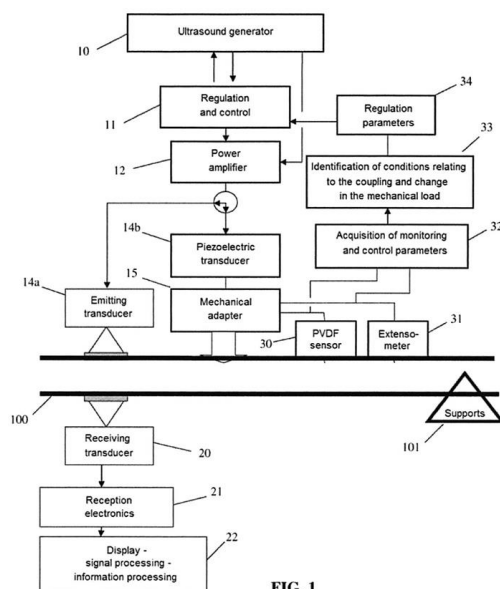 Ultrasound generator
10
34
Regulation
and control
Regulation
parameters
11
33
Power
amplifier
12
Identification of conditions relating
to the coupling and change
in the mechanical load
14b
32
Piezoelectric
transducer
Acquisition of monitoring
and control parameters
15
14a
Emitting
transducer
Mechanical
adapter
31
PVDF
sensor
Extenso-
meter
30
100
Supports
101
Receiving
transducer
20
21
Reception
electronics
22
Display -
signal processing -
information processing
FIG. 1